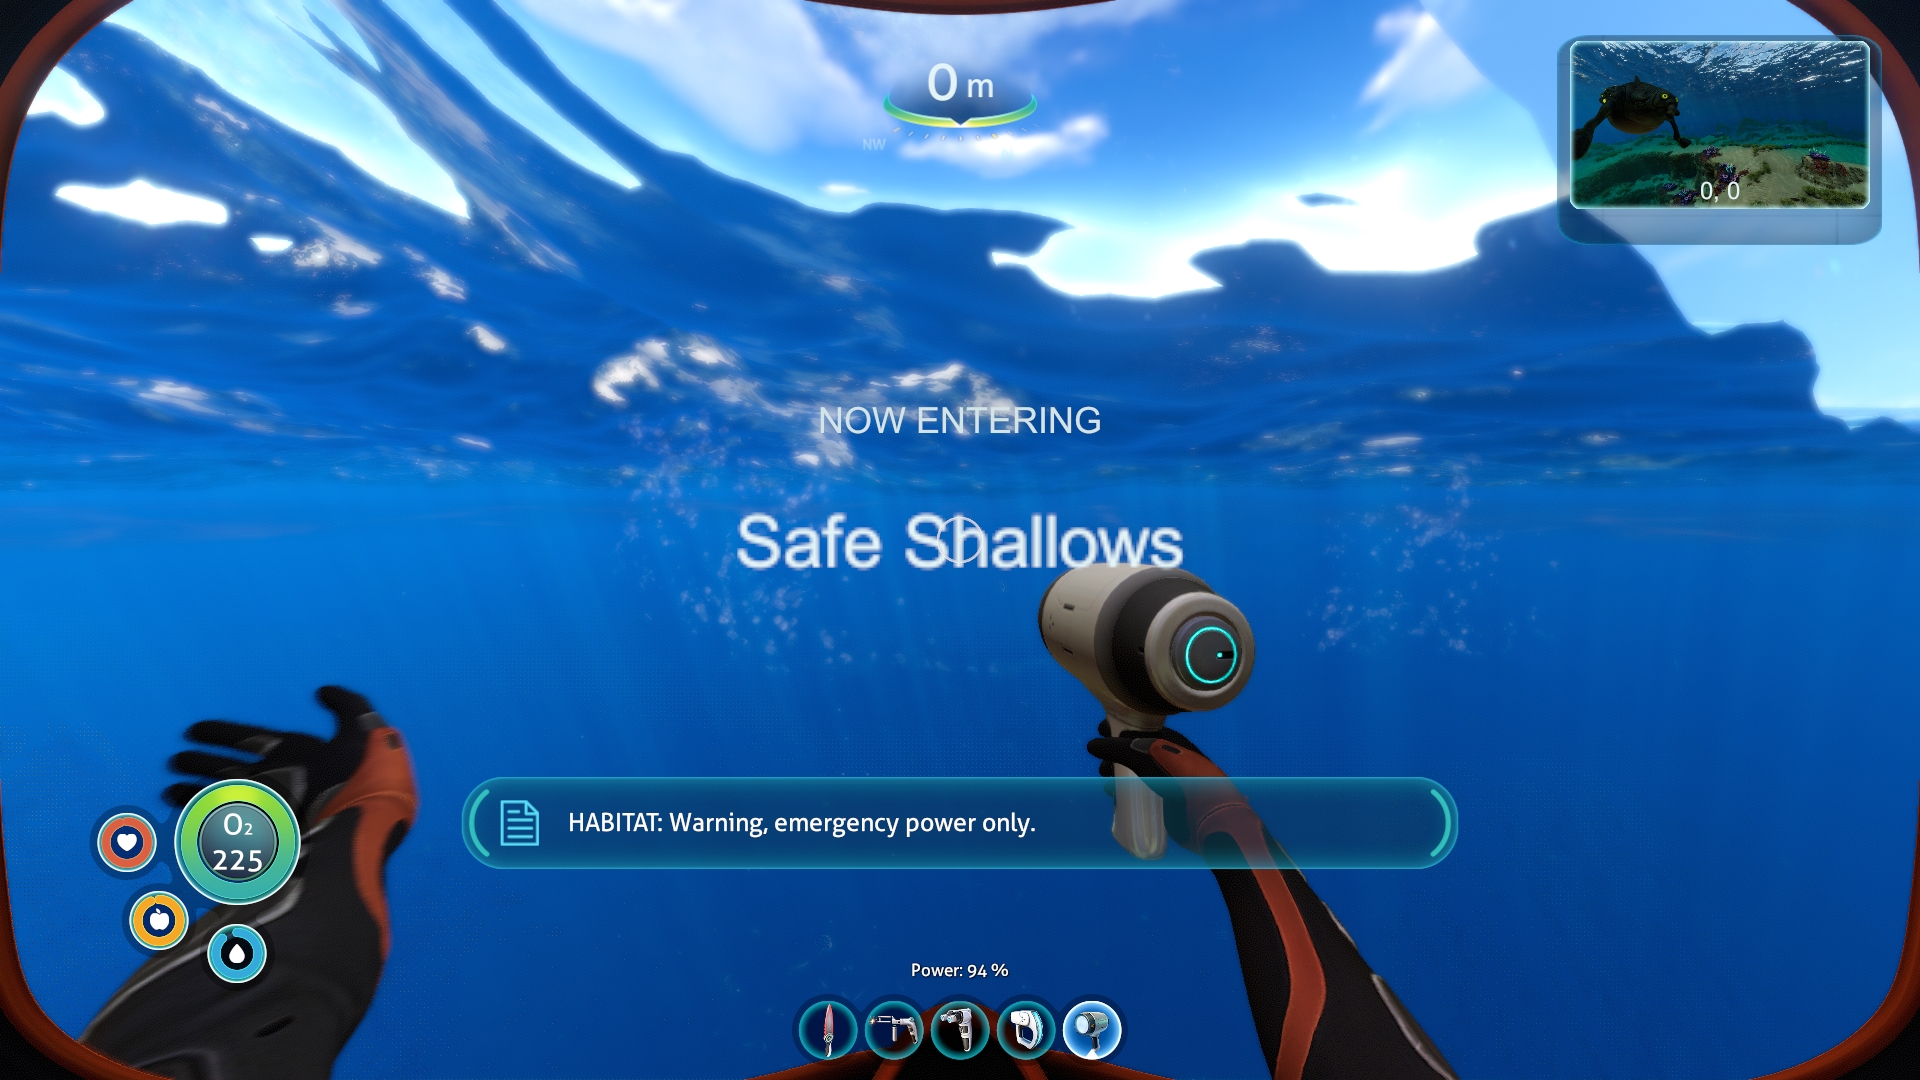 0 m
NW
0, 0
NOW ENTERING
Safe Shallows
O₂
225
HABITAT: Warning, emergency power only.
Power: 94 %